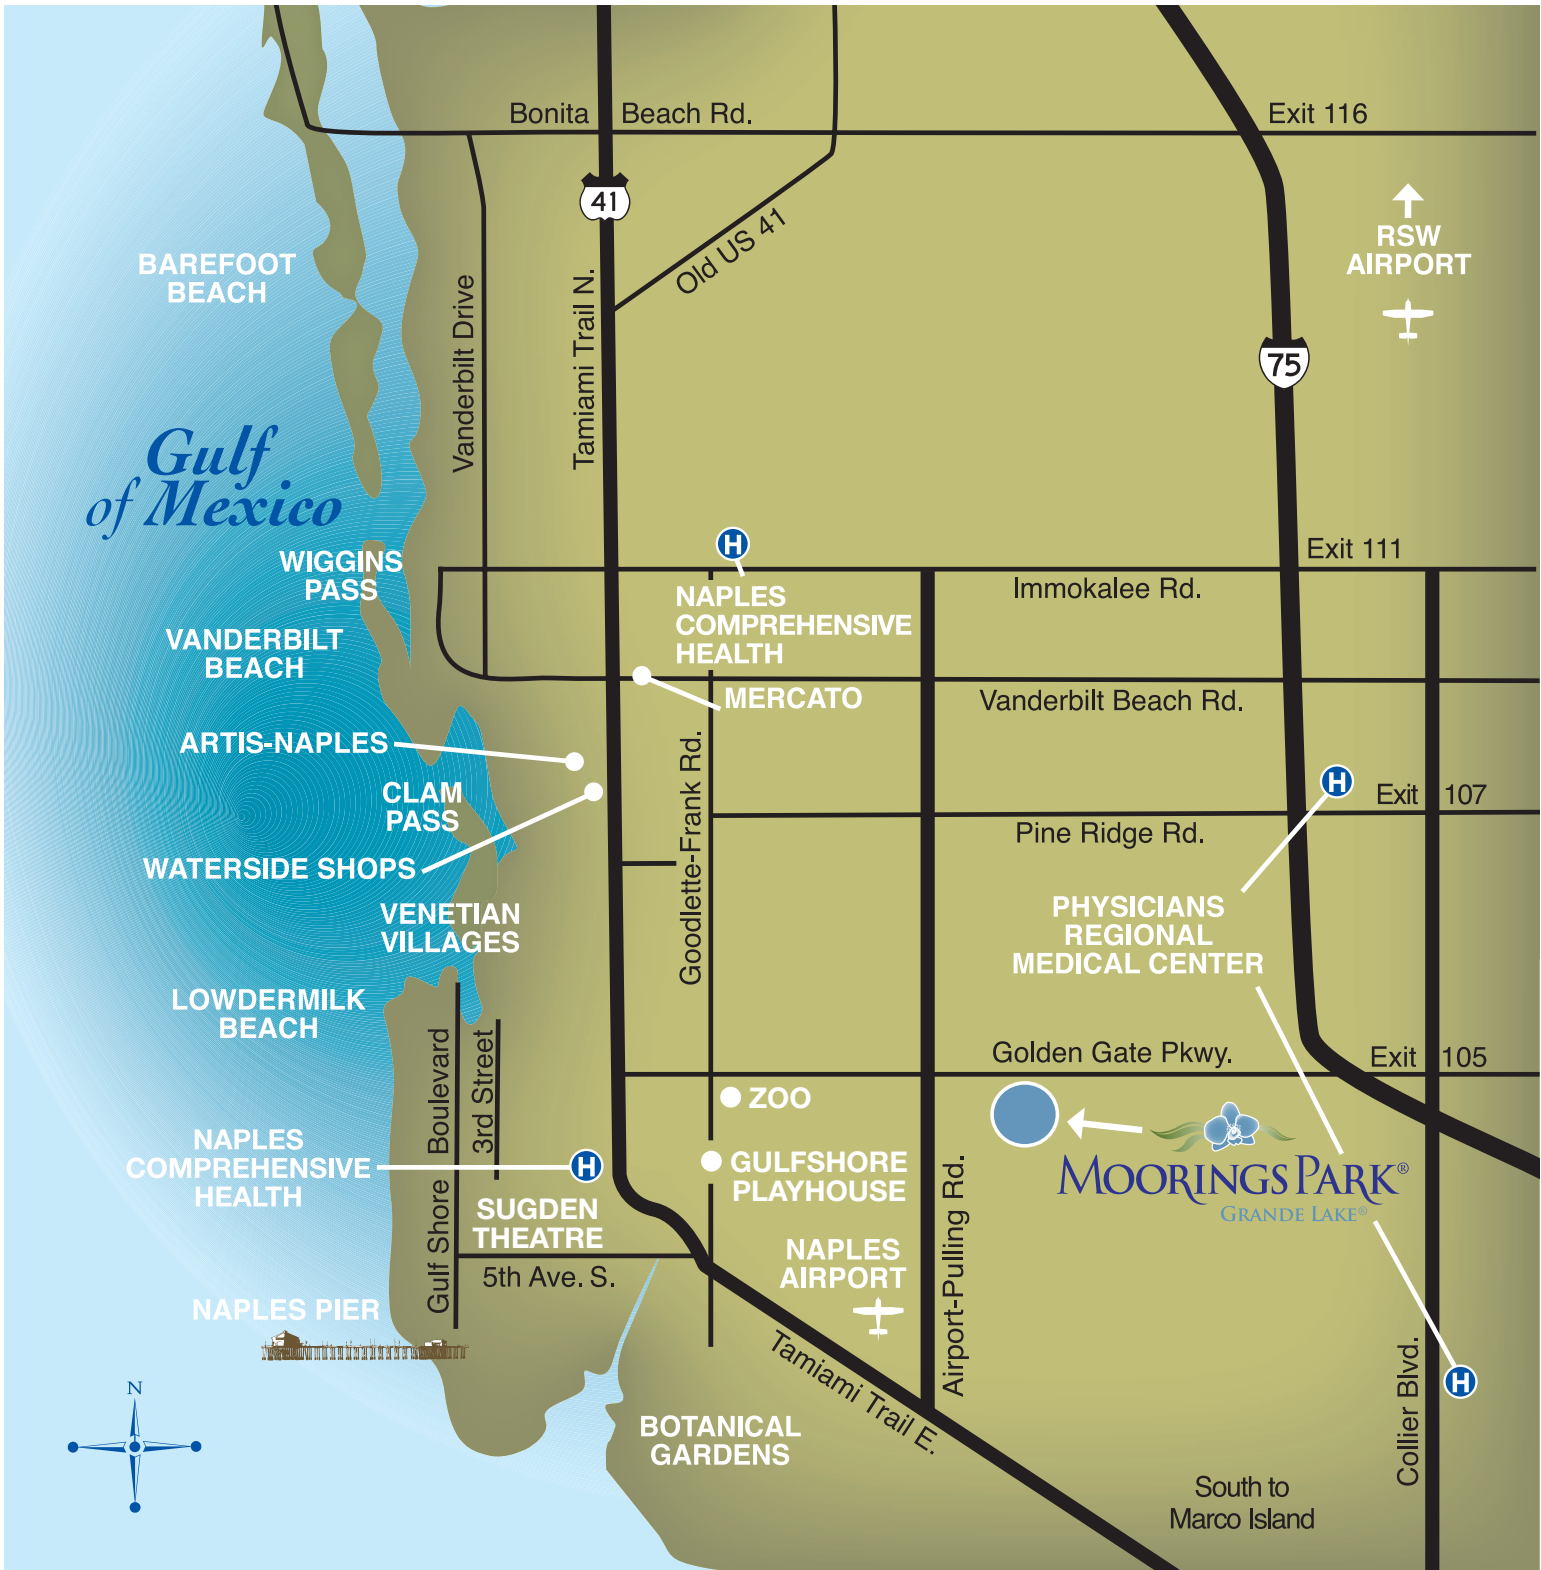 Bonita Beach Rd.
Exit 116
41
RSW
AIRPORT
Old US 41
BAREFOOT
BEACH
Vanderbilt Drive
Tamiami Trail N.
75
Gulf
of Mexico
Exit 111
WIGGINS
PASS
H
Immokalee Rd.
NAPLES
COMPREHENSIVE
HEALTH
VANDERBILT
BEACH
MERCATO
Vanderbilt Beach Rd.
ARTIS-NAPLES
Goodlette-Frank Rd.
CLAM
PASS
H
Exit 107
Pine Ridge Rd.
WATERSIDE SHOPS
VENETIAN
VILLAGES
PHYSICIANS
REGIONAL
MEDICAL CENTER
LOWDERMILK
BEACH
Gulf Shore Boulevard
3rd Street
Golden Gate Pkwy.
Exit 105
ZOO
NAPLES
COMPREHENSIVE
HEALTH
H
GULFSHORE
PLAYHOUSE
MOORINGS PARK®
GRANDE LAKE®
SUGDEN
THEATRE
5th Ave. S.
NAPLES
AIRPORT
Airport-Pulling Rd.
NAPLES PIER
Tamiami Trail E.
H
Collier Blvd.
N
BOTANICAL
GARDENS
South to
Marco Island